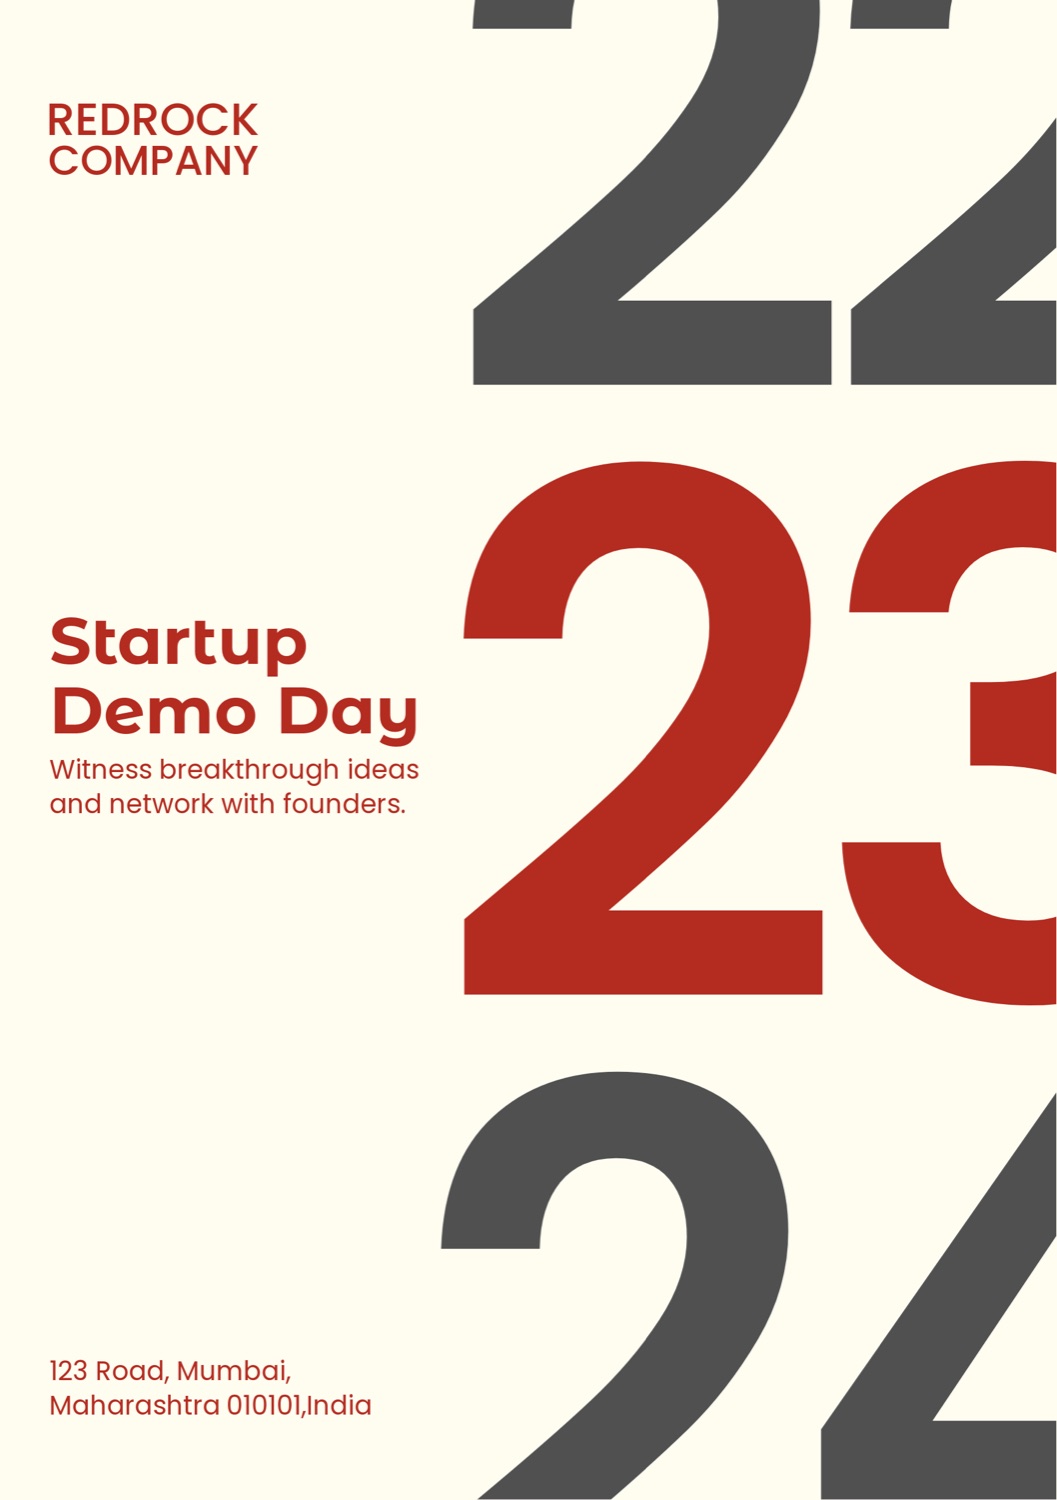 22
REDROCK
COMPANY
23
Startup
Demo Day
Witness breakthrough ideas
and network with founders.
24
123 Road, Mumbai,
Maharashtra 010101,India